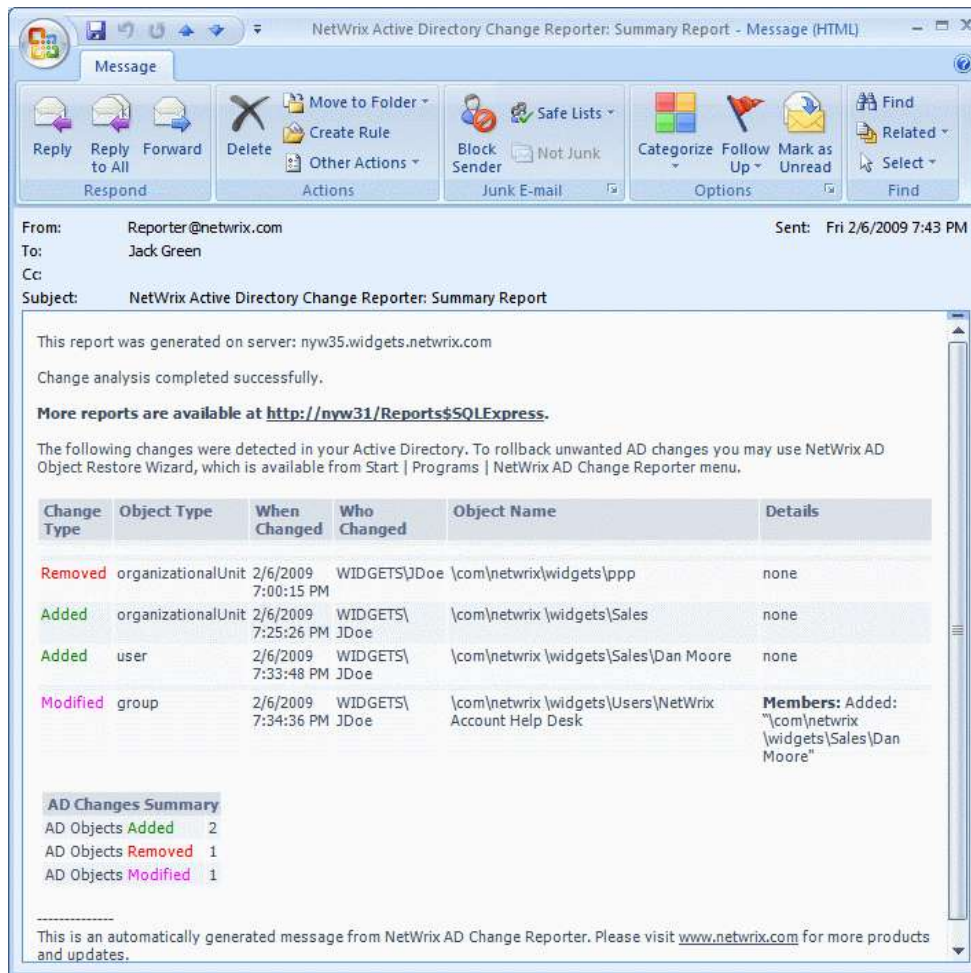 NetWrix Active Directory Change Reporter: Summary Report - Message (HTML)
Message
Reply
Reply to All
Forward
Respond
Delete
Move to Folder
Create Rule
Other Actions
Actions
Block Sender
Safe Lists
Not Junk
Junk E-mail
Categorize
Follow Up
Mark as Unread
Options
Find
Related
Select
Find
From: Reporter@netwrix.com Sent: Fri 2/6/2009 7:43 PM
To: Jack Green
Cc:
Subject: NetWrix Active Directory Change Reporter: Summary Report
This report was generated on server: nyw35.widgets.netwrix.com
Change analysis completed successfully.
More reports are available at http://nyw31/Reports$SQLExpress.
The following changes were detected in your Active Directory. To rollback unwanted AD changes you may use NetWrix AD
Object Restore Wizard, which is available from Start | Programs | NetWrix AD Change Reporter menu.
Change Type Object Type When Changed Who Changed Object Name Details
Removed organizationalUnit 2/6/2009 7:00:15 PM WIDGETS\JDoe \com\netwrix\widgets\ppp none
Added organizationalUnit 2/6/2009 7:25:26 PM WIDGETS\JDoe \com\netwrix \widgets\Sales none
Added user 2/6/2009 7:33:48 PM WIDGETS\JDoe \com\netwrix \widgets\Sales\Dan Moore none
Modified group 2/6/2009 7:34:36 PM WIDGETS\JDoe \com\netwrix \widgets\Users\NetWrix Account Help Desk Members: Added: "\com\netwrix \widgets\Sales\Dan Moore"
AD Changes Summary
AD Objects Added 2
AD Objects Removed 1
AD Objects Modified 1
--------------
This is an automatically generated message from NetWrix AD Change Reporter. Please visit www.netwrix.com for more products
and updates.